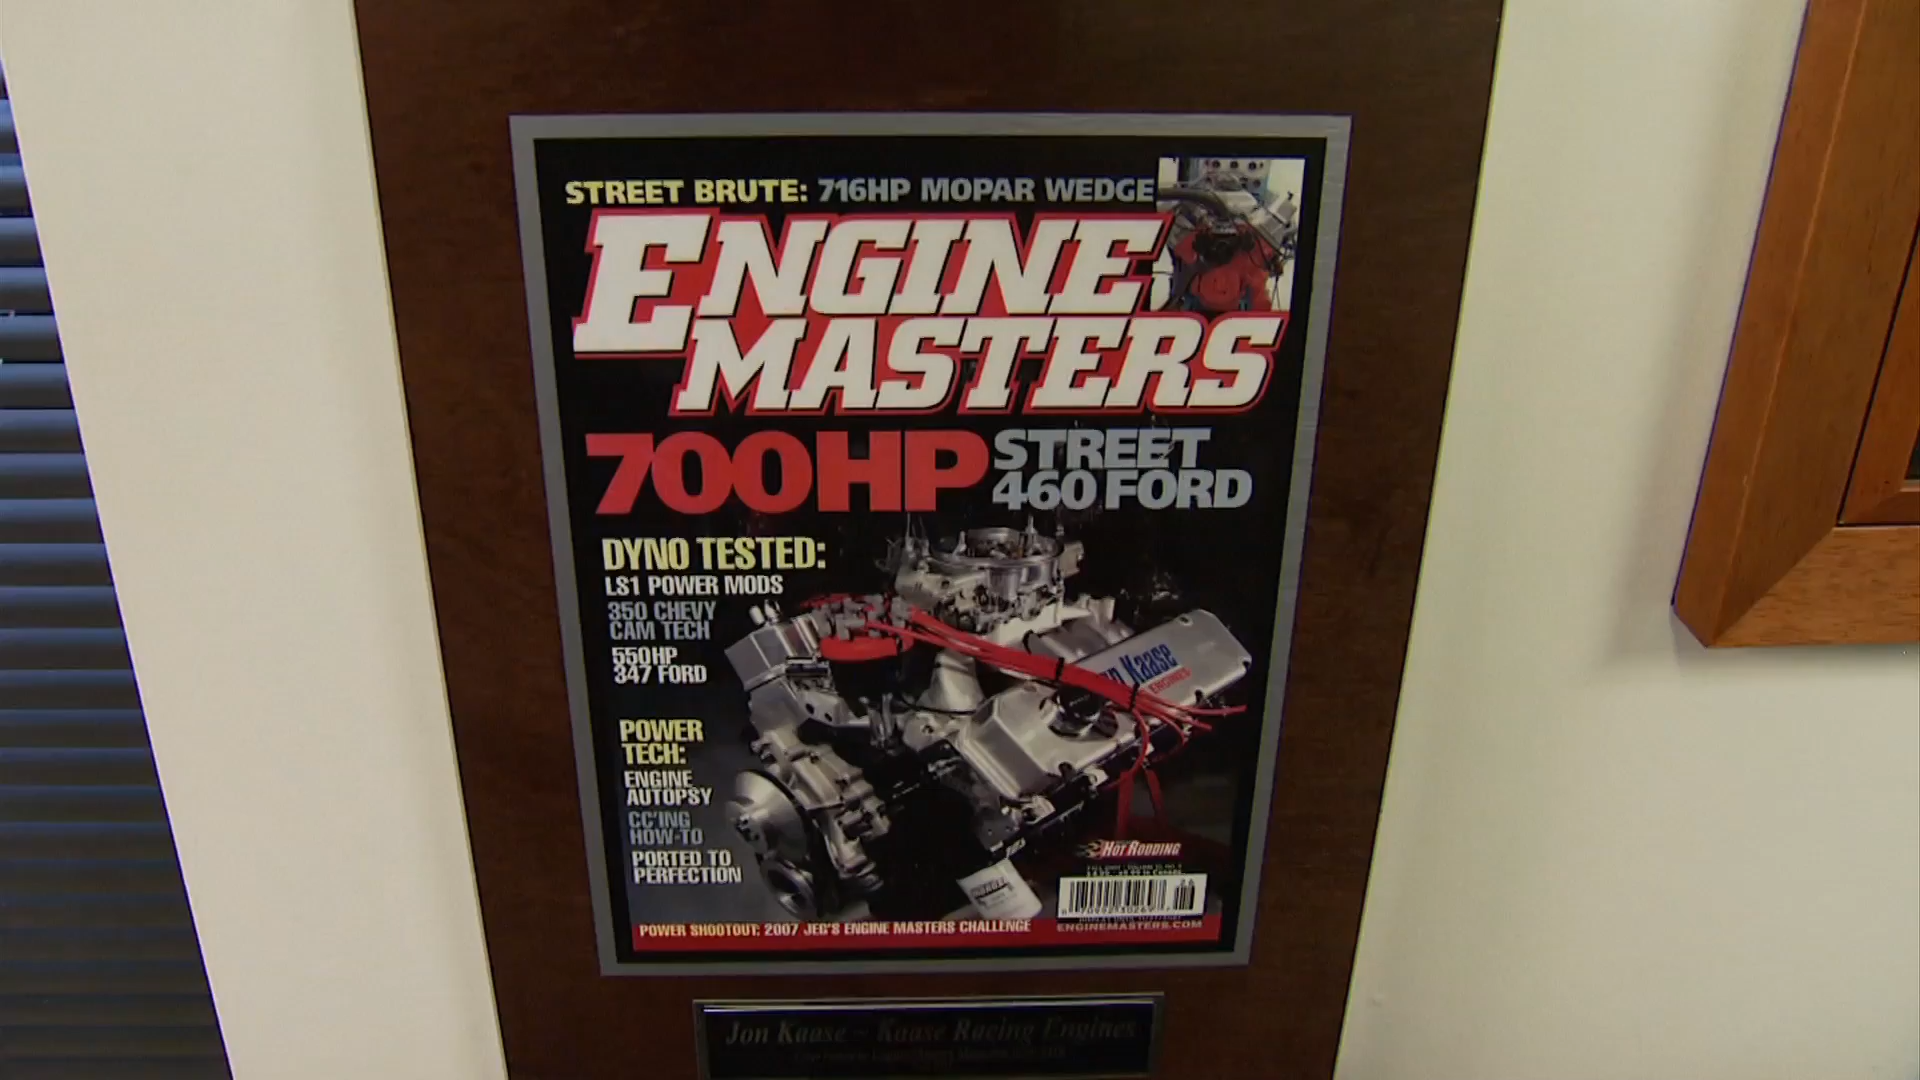 STREET BRUTE: 716HP MOPAR WEDGE
ENGINE
MASTERS
700HP STREET
460 FORD
DYNO TESTED:
LS1 POWER MODS
350 CHEVY
CAM TECH
550HP
347 FORD
Kaase
ENGINES
POWER
TECH:
ENGINE
AUTOPSY
CC'ING
HOW-TO
PORTED TO
PERFECTION
HOT RODDING
POWER SHOOTOUT: 2007 JEG'S ENGINE MASTERS CHALLENGE
ENGINEMASTERS.COM
Jon Kaase ~ Kaase Racing Engines